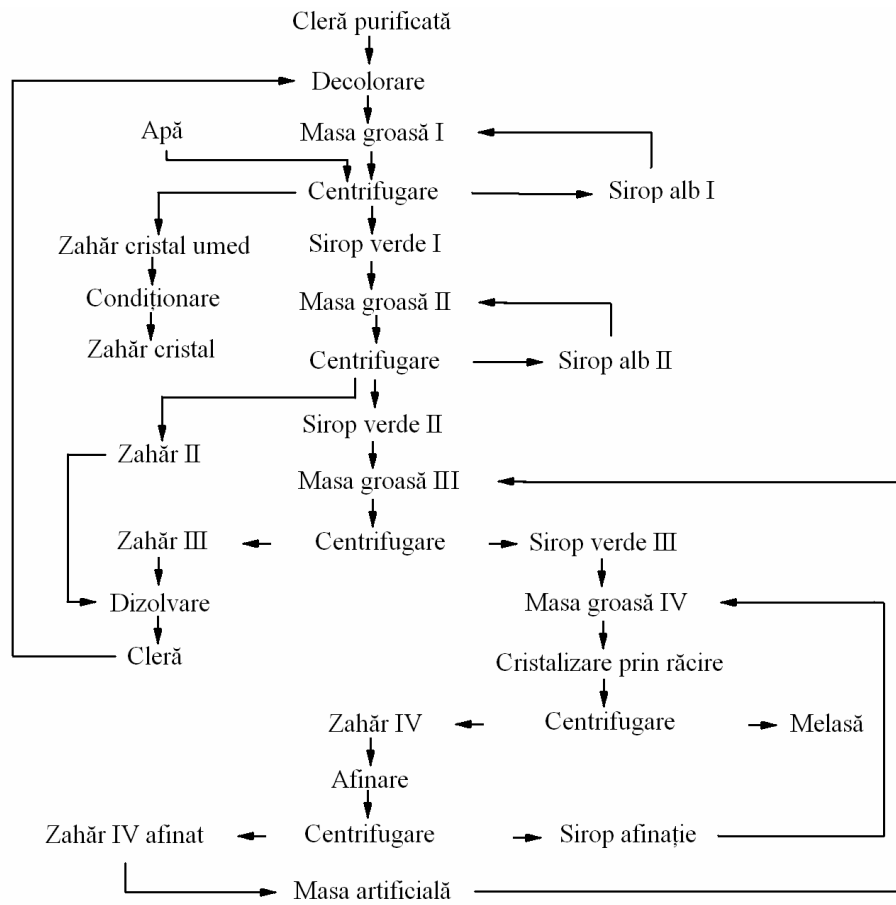 Cleră purificată
Decolorare
Apă
Masa groasă I
Centrifugare
Sirop alb I
Zahăr cristal umed
Sirop verde I
Condiționare
Masa groasă II
Zahăr cristal
Centrifugare
Sirop alb II
Sirop verde II
Zahăr II
Masa groasă III
Zahăr III
Centrifugare
Sirop verde III
Dizolvare
Masa groasă IV
Cleră
Cristalizare prin răcire
Zahăr IV
Centrifugare
Melasă
Afinare
Zahăr IV afinat
Centrifugare
Sirop afinație
Masa artificială